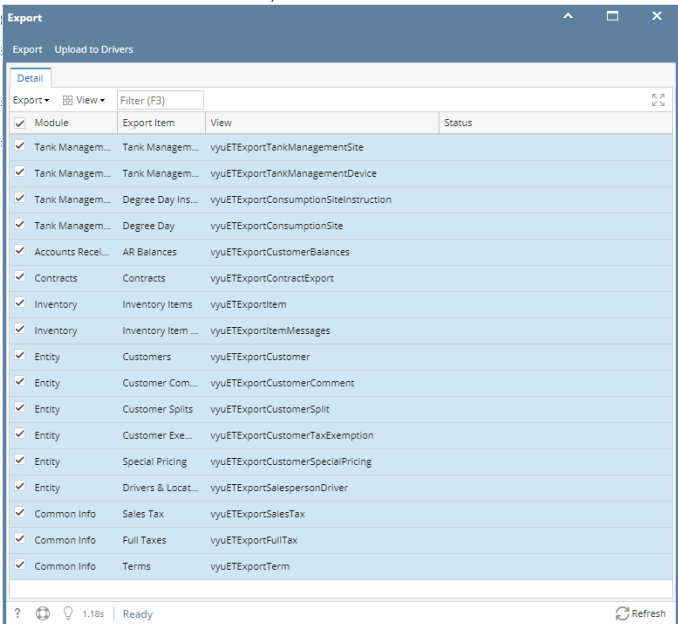 Export
Export Upload to Drivers
Detail
Export View Filter (F3)
Module Export Item View Status
Tank Managem... Tank Managem... vyuETExportTankManagementSite
Tank Managem... Tank Managem... vyuETExportTankManagementDevice
Tank Managem... Degree Day Ins... vyuETExportConsumptionSiteInstruction
Tank Managem... Degree Day vyuETExportConsumptionSite
Accounts Recei... AR Balances vyuETExportCustomerBalances
Contracts Contracts vyuETExportContractExport
Inventory Inventory Items vyuETExportItem
Inventory Inventory Item ... vyuETExportItemMessages
Entity Customers vyuETExportCustomer
Entity Customer Com... vyuETExportCustomerComment
Entity Customer Splits vyuETExportCustomerSplit
Entity Customer Exe... vyuETExportCustomerTaxExemption
Entity Special Pricing vyuETExportCustomerSpecialPricing
Entity Drivers & Locat... vyuETExportSalespersonDriver
Common Info Sales Tax vyuETExportSalesTax
Common Info Full Taxes vyuETExportFullTax
Common Info Terms vyuETExportTerm
? 1.18s Ready Refresh